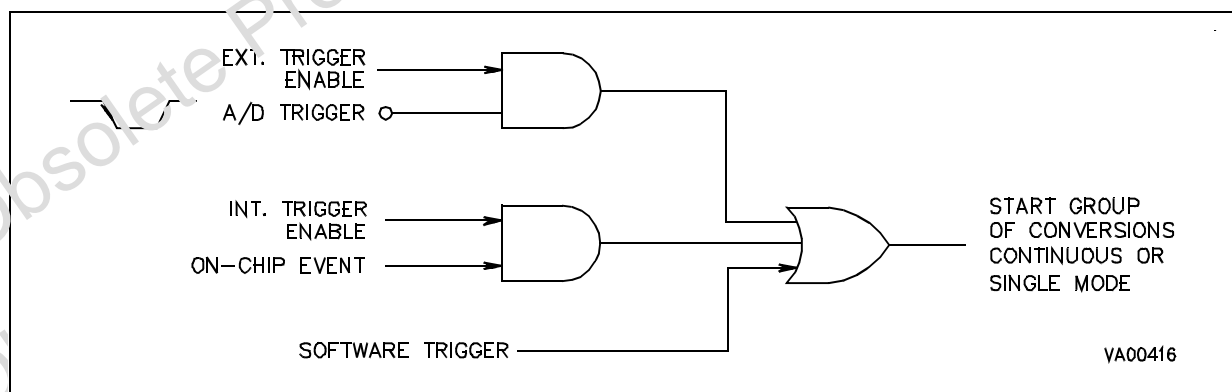 EXT. TRIGGER
ENABLE
A/D TRIGGER
INT. TRIGGER
ENABLE
ON-CHIP EVENT
SOFTWARE TRIGGER
START GROUP
OF CONVERSIONS
CONTINUOUS OR
SINGLE MODE
VA00416
Obsolete